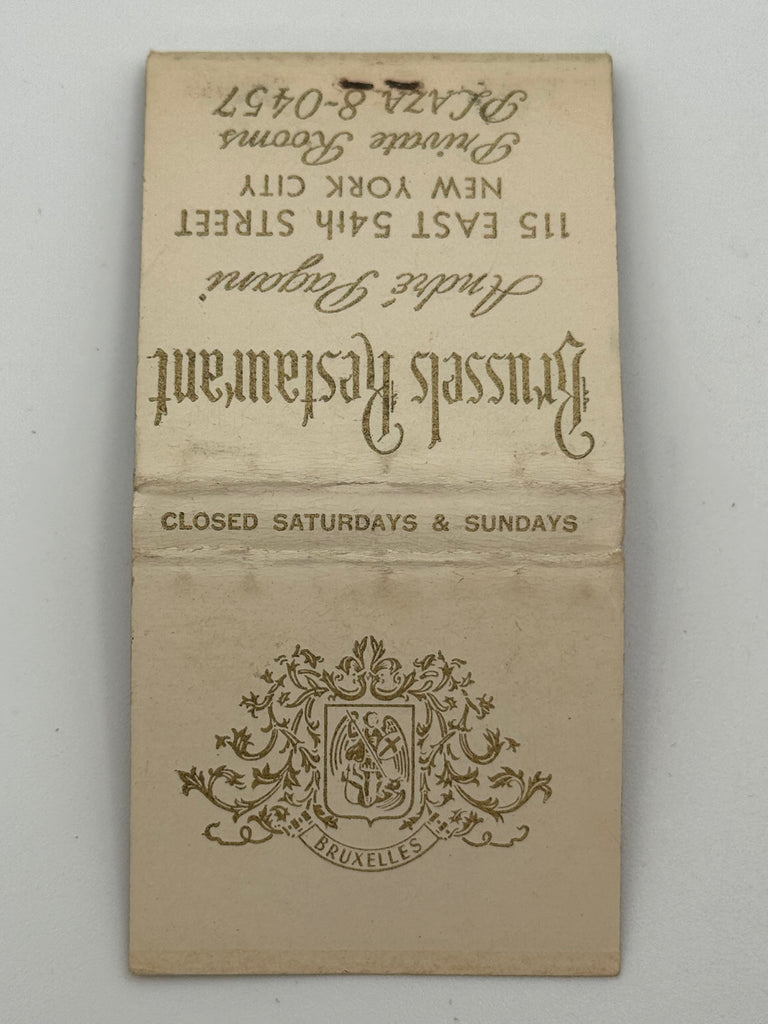 Brussels Restaurant
André Pagani
115 EAST 54th STREET
NEW YORK CITY
Private Rooms
PLAZA 8-0457
CLOSED SATURDAYS & SUNDAYS
BRUXELLES